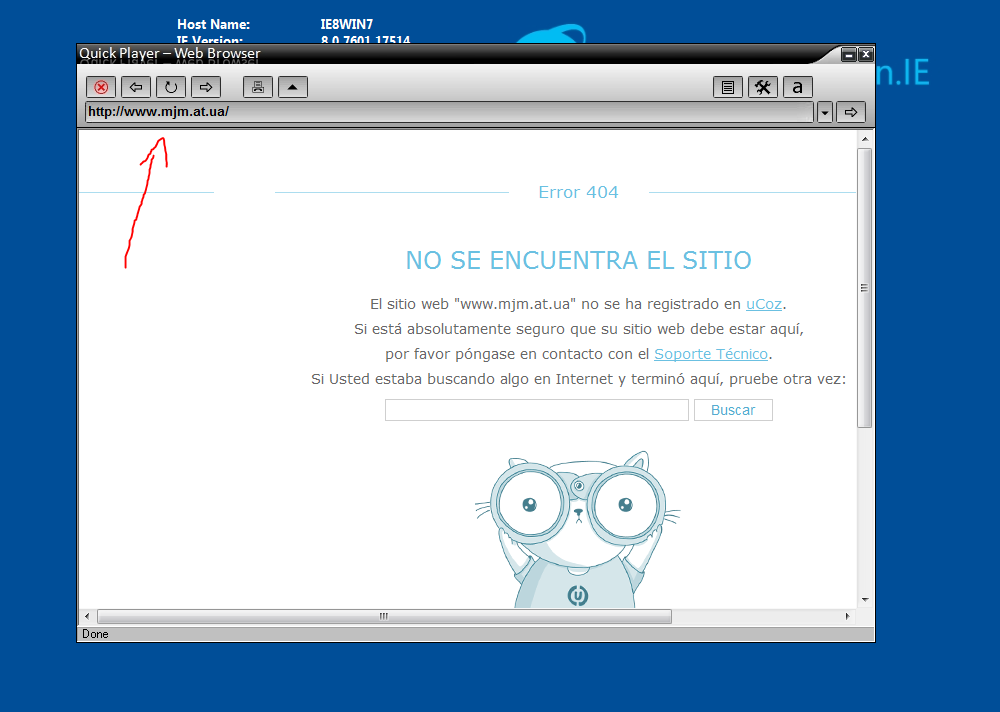 Host Name: IE8WIN7
IE Version: 8.0.7601.17514
n.IE
Quick Player – Web Browser
a
http://www.mjm.at.ua/
Error 404
NO SE ENCUENTRA EL SITIO
El sitio web "www.mjm.at.ua" no se ha registrado en uCoz.
Si está absolutamente seguro que su sitio web debe estar aquí,
por favor póngase en contacto con el Soporte Técnico.
Si Usted estaba buscando algo en Internet y terminó aquí, pruebe otra vez:
Buscar
Done